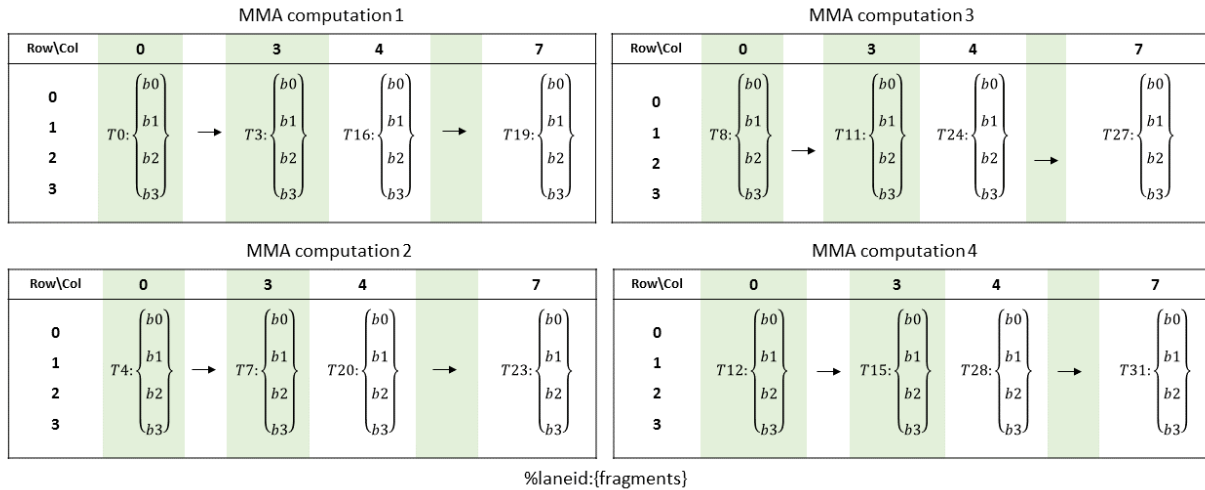 MMA computation 1
Row\Col 0 3 4 7
0
1
2
3
T0: {b0 b1 b2 b3} → T3: {b0 b1 b2 b3} T16: {b0 b1 b2 b3} → T19: {b0 b1 b2 b3}
MMA computation 3
Row\Col 0 3 4 7
0
1
2
3
T8: {b0 b1 b2 b3} → T11: {b0 b1 b2 b3} T24: {b0 b1 b2 b3} → T27: {b0 b1 b2 b3}
MMA computation 2
Row\Col 0 3 4 7
0
1
2
3
T4: {b0 b1 b2 b3} → T7: {b0 b1 b2 b3} T20: {b0 b1 b2 b3} → T23: {b0 b1 b2 b3}
MMA computation 4
Row\Col 0 3 4 7
0
1
2
3
T12: {b0 b1 b2 b3} → T15: {b0 b1 b2 b3} T28: {b0 b1 b2 b3} → T31: {b0 b1 b2 b3}
%laneid:{fragments}